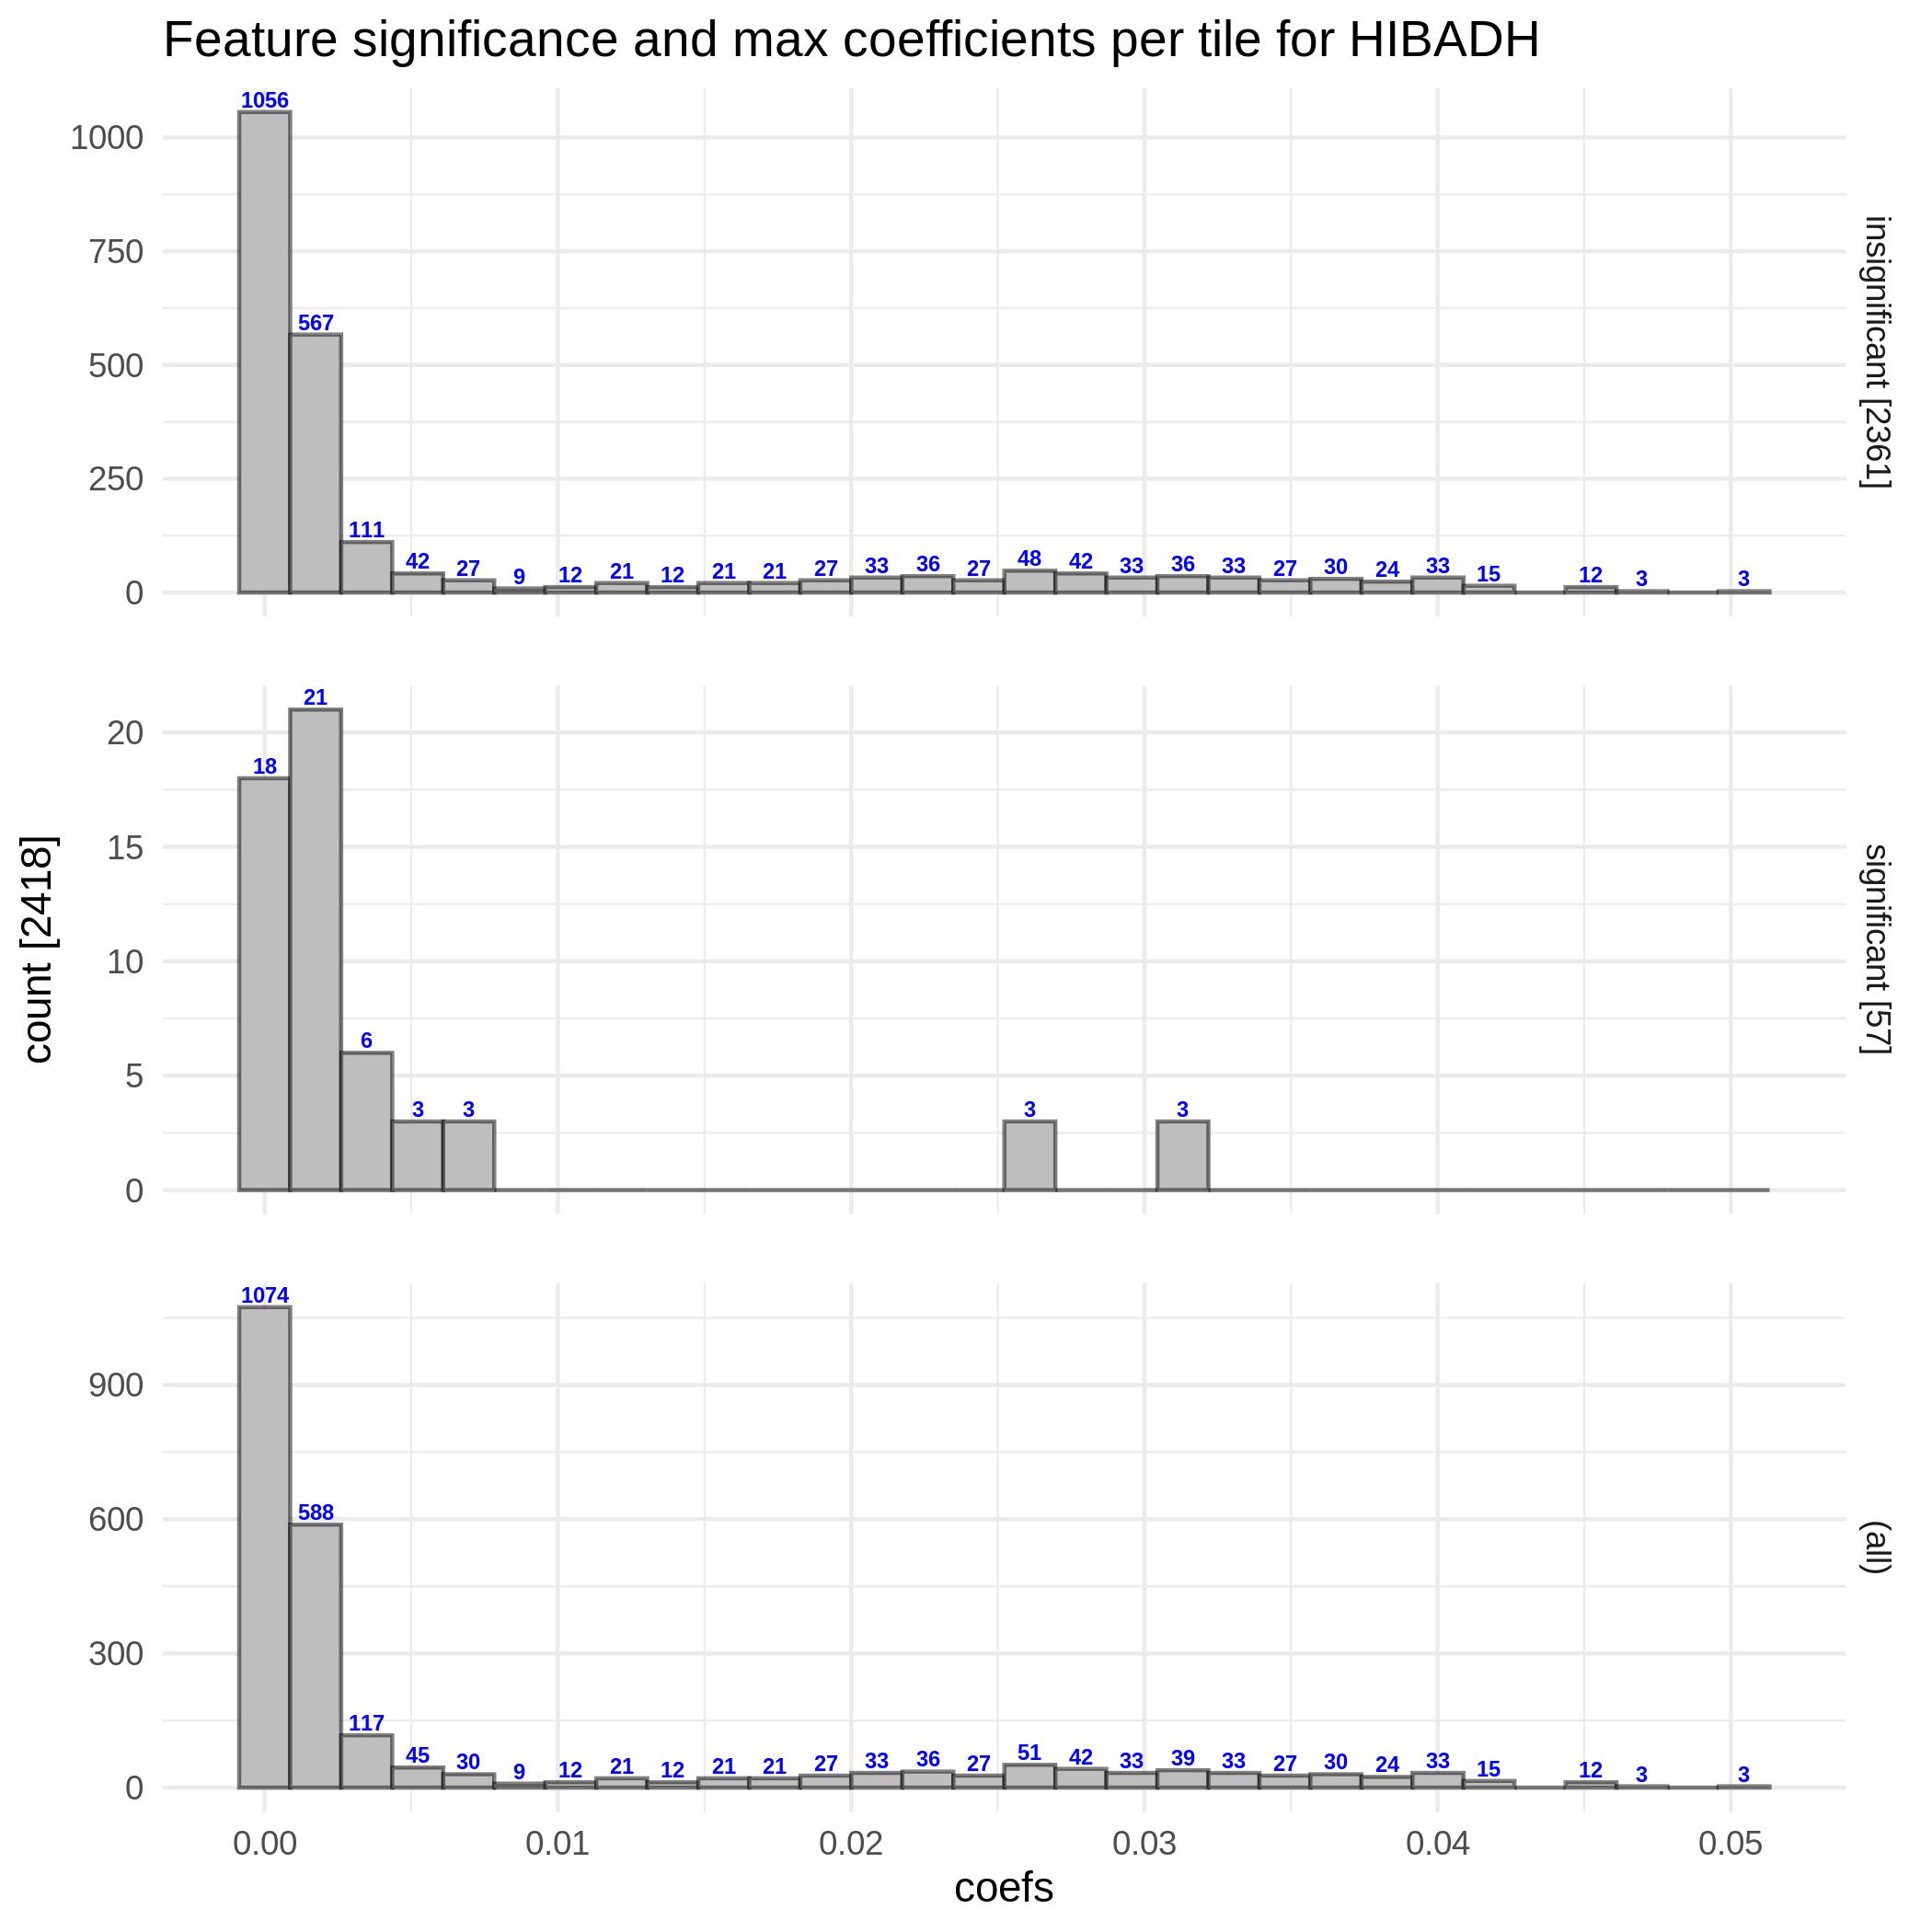 Feature significance and max coefficients per tile for HIBADH
1056
1000
750
567
500
250
111
42 27 9 12 21 12 21 21 27 33 36 27 48 42 33 36 33 27 30 24 33 15 12 3 3
0
insignificant [2361]
21
20
18
15
10
6
5
3 3 3 3
0
significant [57]
count [2418]
1074
900
600
588
300
117
45 30 9 12 21 12 21 21 27 33 36 27 51 42 33 39 33 27 30 24 33 15 12 3 3
0
(all)
0.00 0.01 0.02 0.03 0.04 0.05
coefs